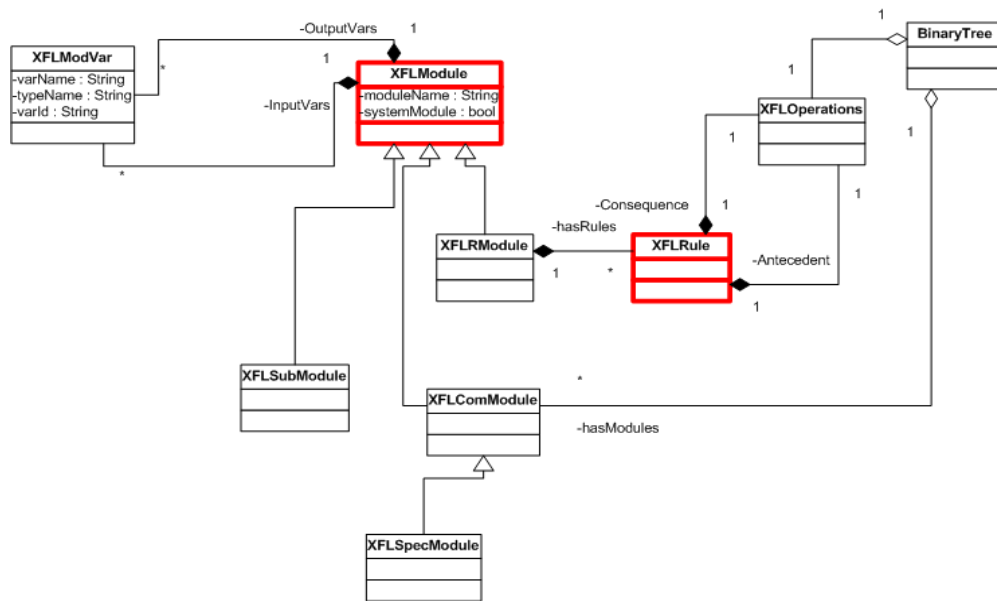 -OutputVars
1
1
BinaryTree
XFLModVar
-varName : String
-typeName : String
-varId : String
*
1
XFLModule
-moduleName : String
-systemModule : bool
-InputVars
1
XFLOperations
1
1
*
1
-Consequence
1
-hasRules
XFLRModule
XFLRule
1
*
-Antecedent
1
XFLSubModule
*
XFLComModule
-hasModules
XFLSpecModule